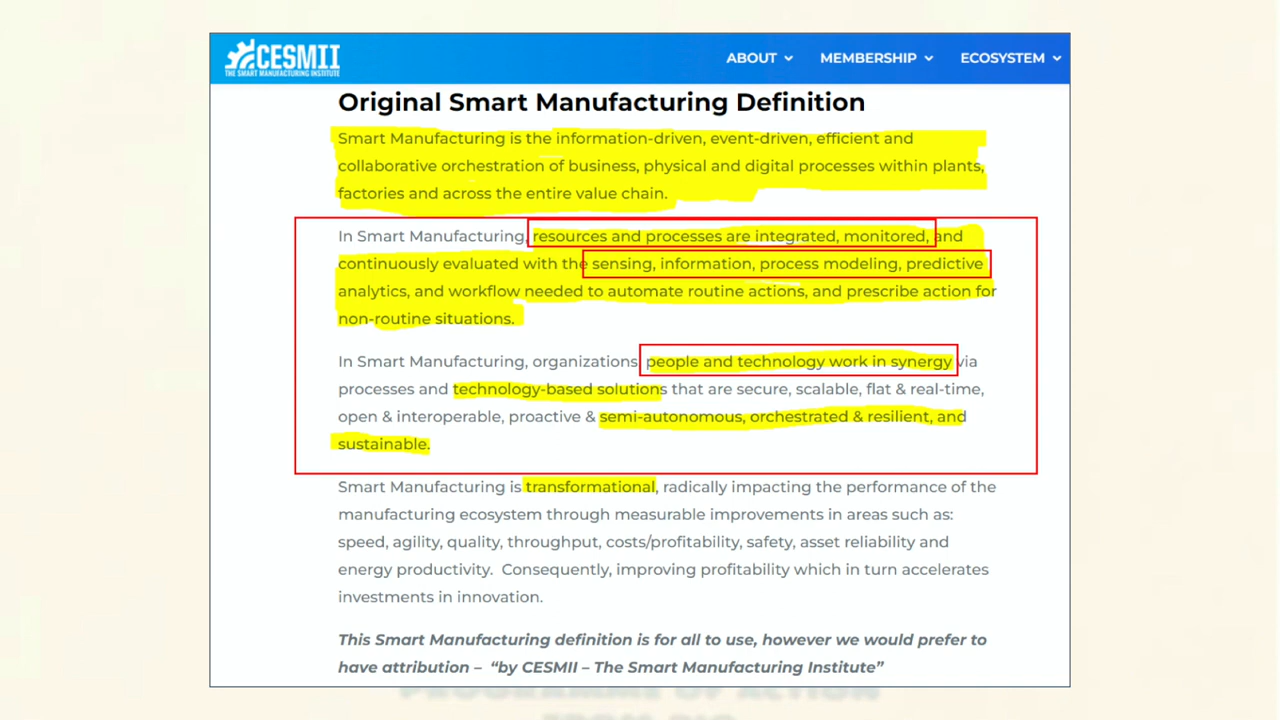 CESMII
THE SMART MANUFACTURING INSTITUTE
ABOUT MEMBERSHIP ECOSYSTEM
Original Smart Manufacturing Definition
Smart Manufacturing is the information-driven, event-driven, efficient and
collaborative orchestration of business, physical and digital processes within plants,
factories and across the entire value chain.
In Smart Manufacturing, resources and processes are integrated, monitored, and
continuously evaluated with the sensing, information, process modeling, predictive
analytics, and workflow needed to automate routine actions, and prescribe action for
non-routine situations.
In Smart Manufacturing, organizations, people and technology work in synergy via
processes and technology-based solutions that are secure, scalable, flat & real-time,
open & interoperable, proactive & semi-autonomous, orchestrated & resilient, and
sustainable.
Smart Manufacturing is transformational, radically impacting the performance of the
manufacturing ecosystem through measurable improvements in areas such as:
speed, agility, quality, throughput, costs/profitability, safety, asset reliability and
energy productivity. Consequently, improving profitability which in turn accelerates
investments in innovation.
This Smart Manufacturing definition is for all to use, however we would prefer to
have attribution – “by CESMII – The Smart Manufacturing Institute”
PROGRAMME OF ACTION